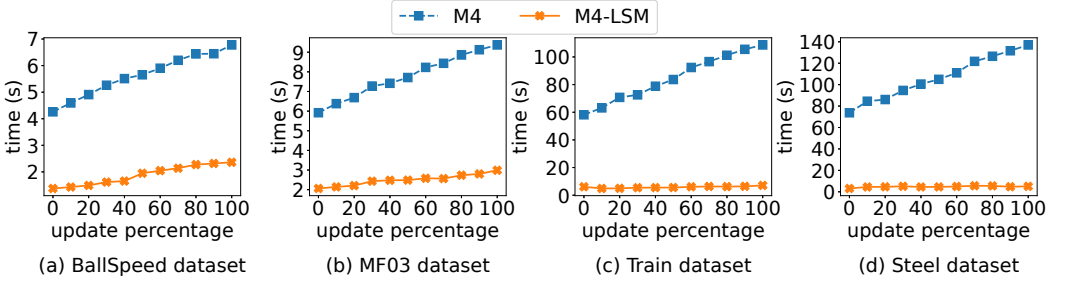 M4 M4-LSM
time (s)
7
6
5
4
3
2
0 20 40 60 80 100
update percentage
(a) BallSpeed dataset
time (s)
9
8
7
6
5
4
3
2
0 20 40 60 80 100
update percentage
(b) MF03 dataset
time (s)
100
80
60
40
20
0
0 20 40 60 80 100
update percentage
(c) Train dataset
time (s)
140
120
100
80
60
40
20
0
0 20 40 60 80 100
update percentage
(d) Steel dataset